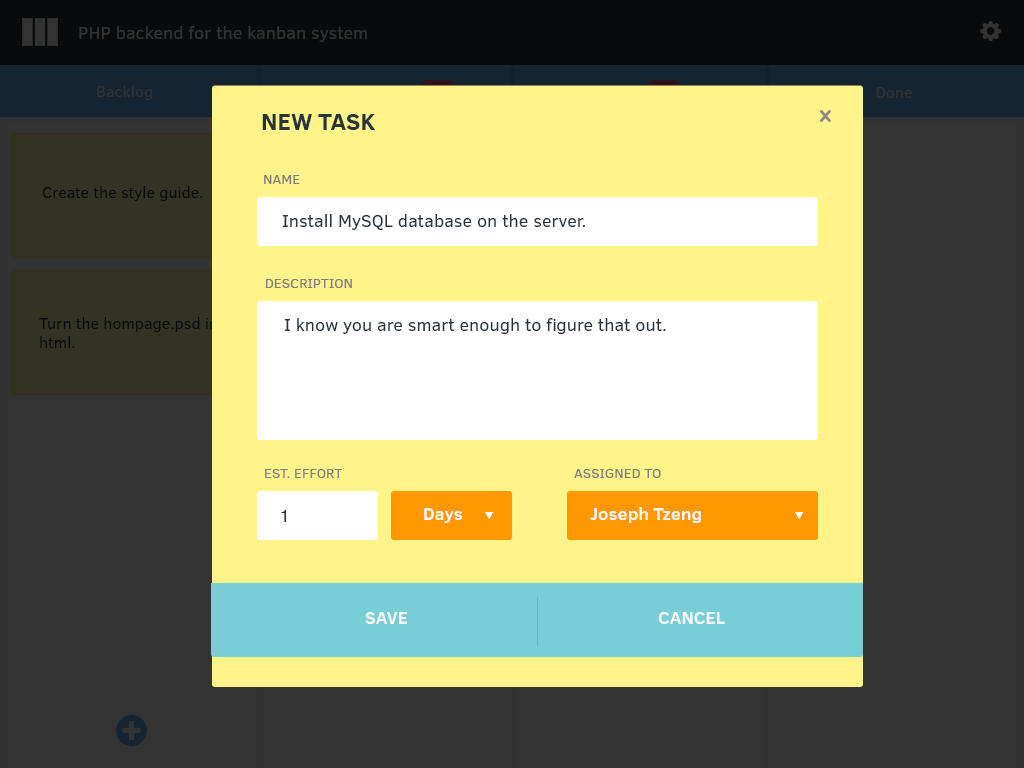 PHP backend for the kanban system
Backlog
Done
NEW TASK
Create the style guide.
NAME
Install MySQL database on the server.
DESCRIPTION
Turn the hompage.psd
html.
I know you are smart enough to figure that out.
EST. EFFORT
ASSIGNED TO
1
Days
Joseph Tzeng
SAVE
CANCEL